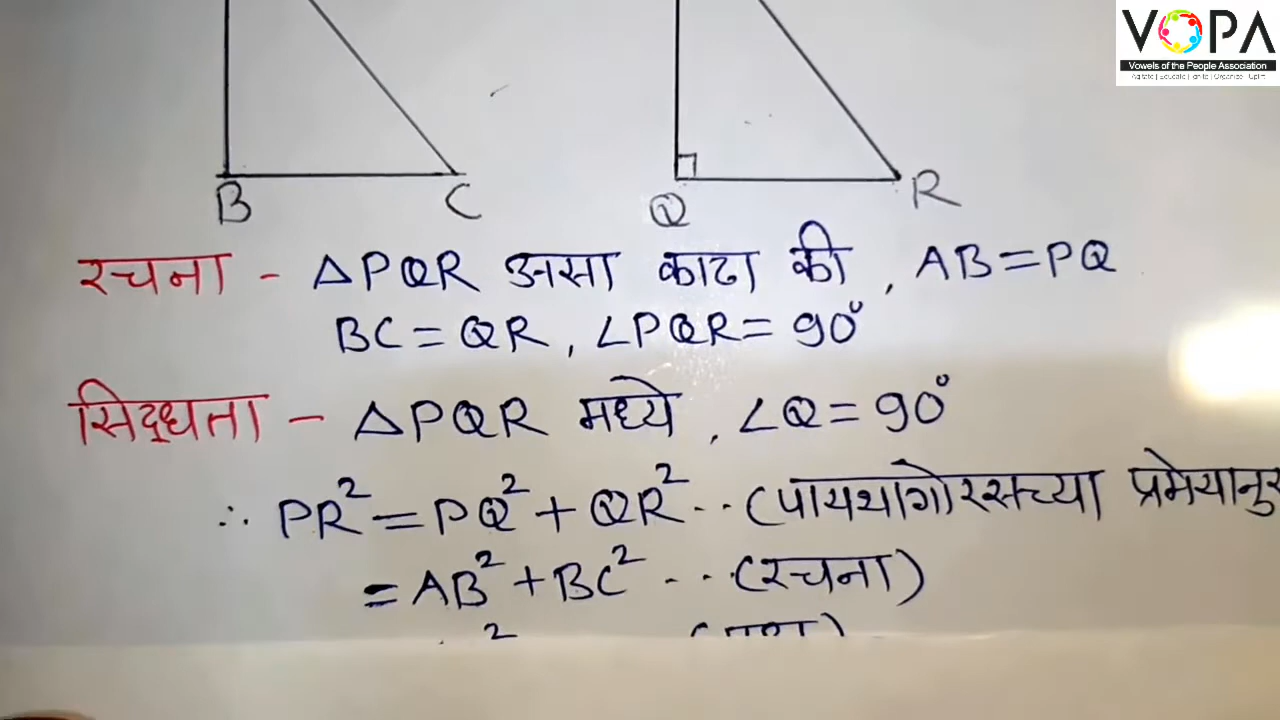 VOPA
Vowels of the People Association
B C Q R
रचना - △PQR असा काढा की, AB=PQ
BC=QR, ∠PQR=90°
सिद्धता - △PQR मध्ये, ∠Q=90°
∴ PR²=PQ²+QR² ··(पायथागोरसच्या
=AB²+BC² ··(रचना)